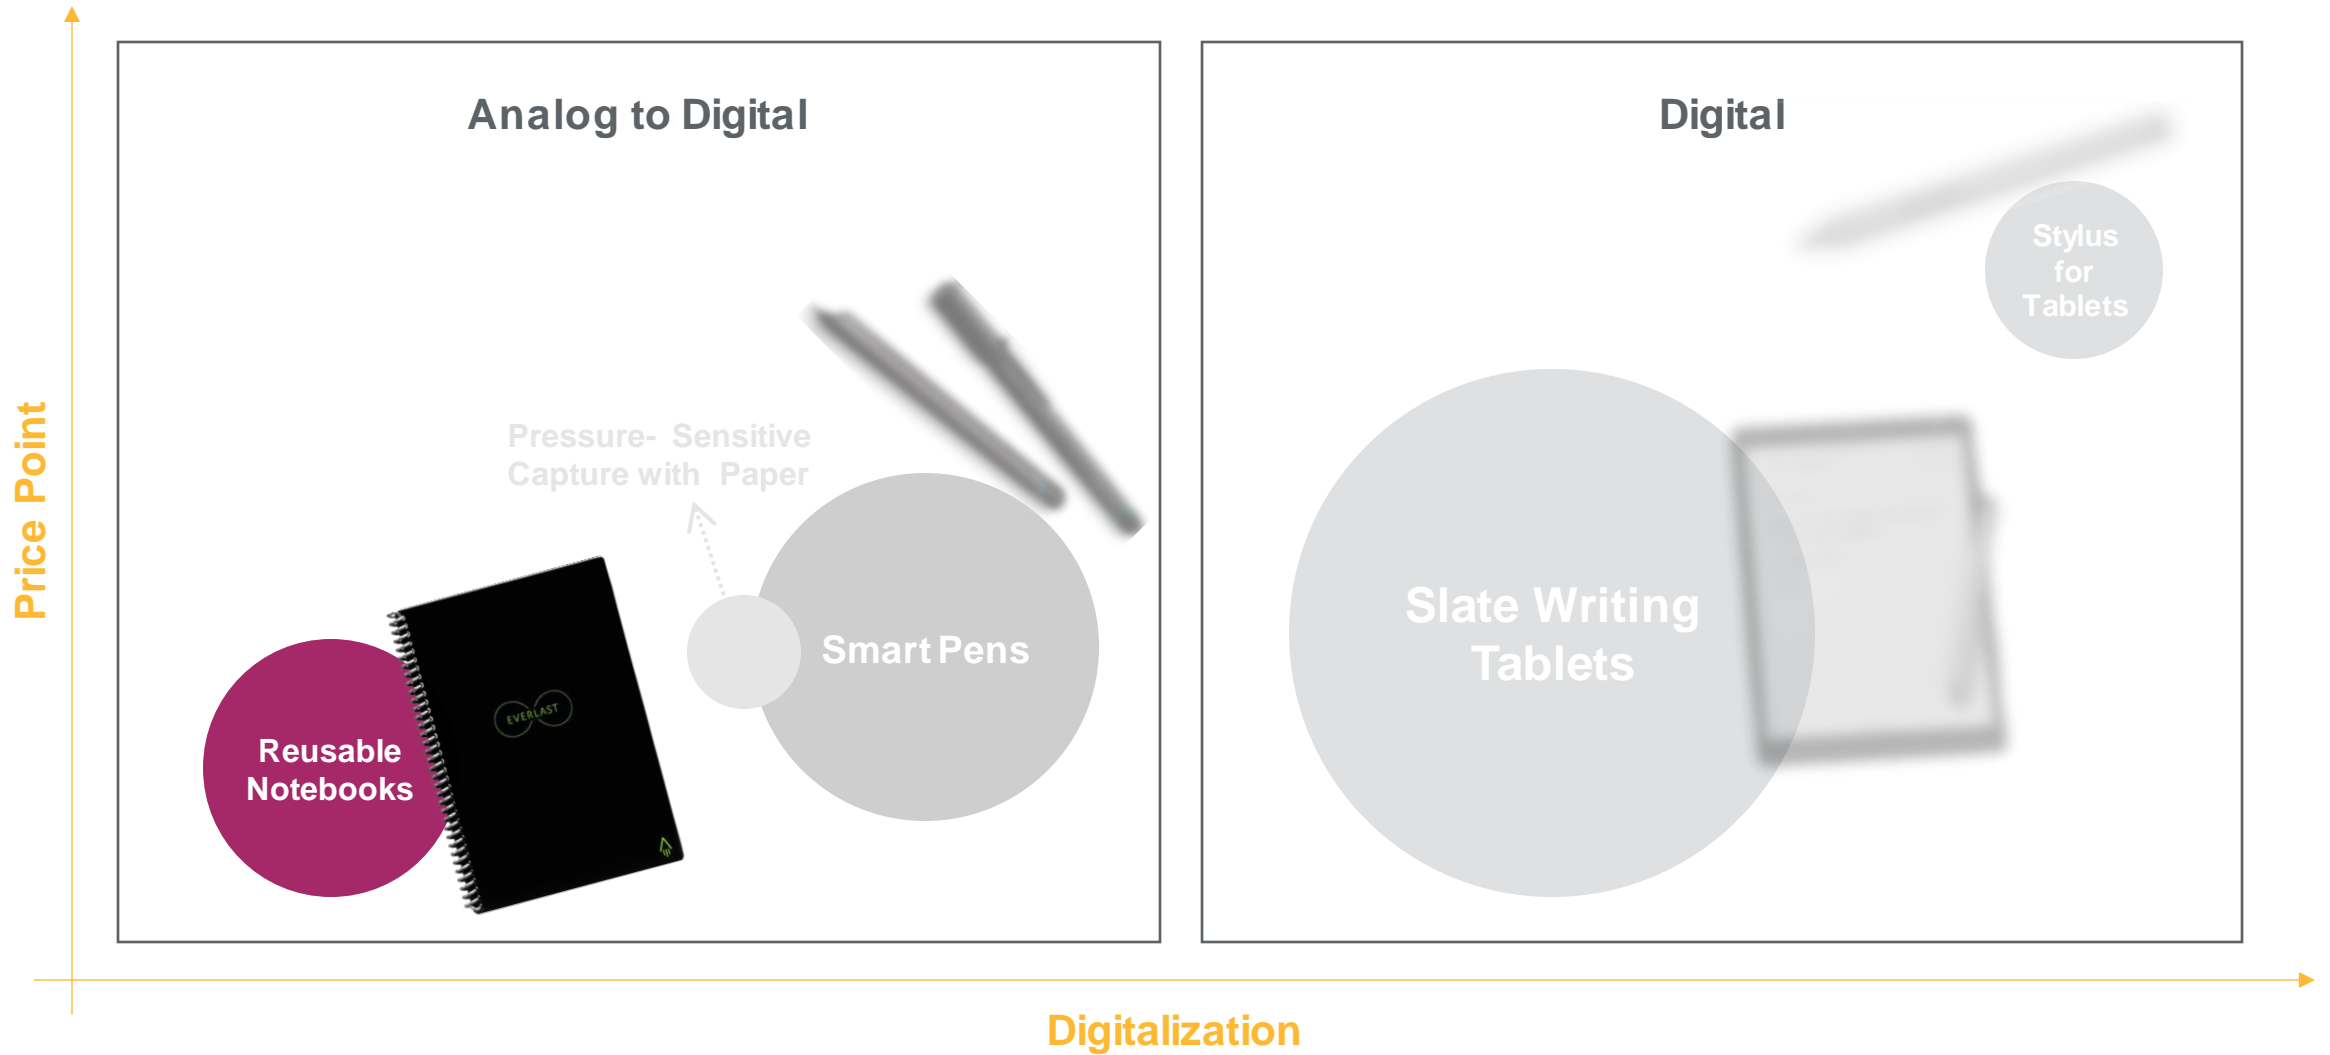 Analog to Digital
Digital
Stylus
for
Tablets
Pressure- Sensitive
Capture with Paper
Price Point
Slate Writing
Tablets
Smart Pens
EVERLAST
Reusable
Notebooks
Digitalization